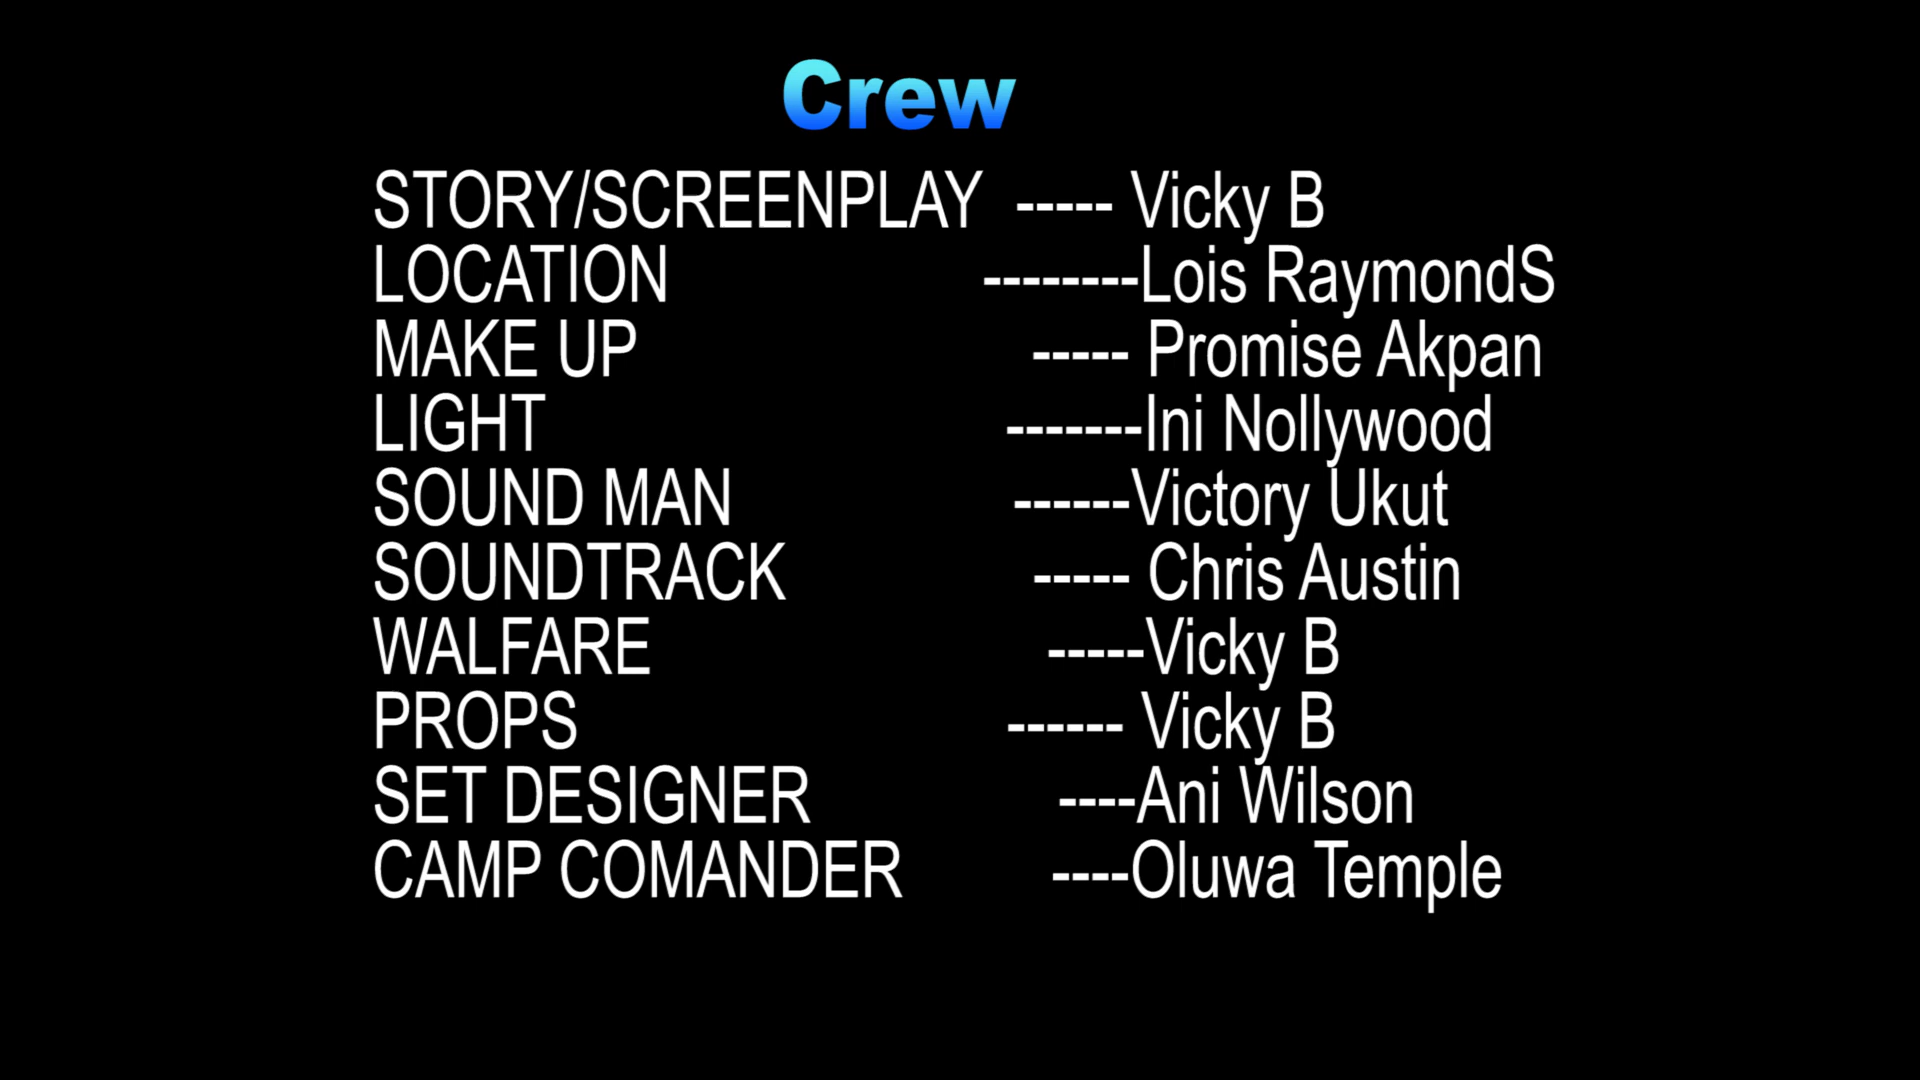 Crew
STORY/SCREENPLAY ----- Vicky B
LOCATION --------Lois RaymondS
MAKE UP ----- Promise Akpan
LIGHT -------Ini Nollywood
SOUND MAN ------Victory Ukut
SOUNDTRACK ----- Chris Austin
WALFARE -----Vicky B
PROPS ------ Vicky B
SET DESIGNER ----Ani Wilson
CAMP COMANDER ----Oluwa Temple